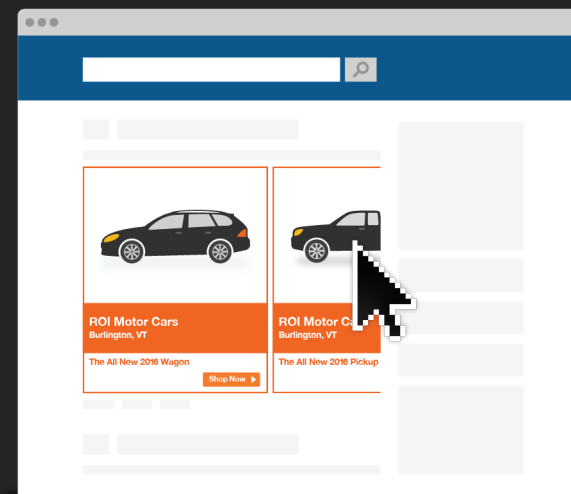 ROI Motor Cars
Burlington, VT
The All New 2016 Wagon
Shop Now
ROI Motor
Burlington, VT
The All New 2016 Pickup